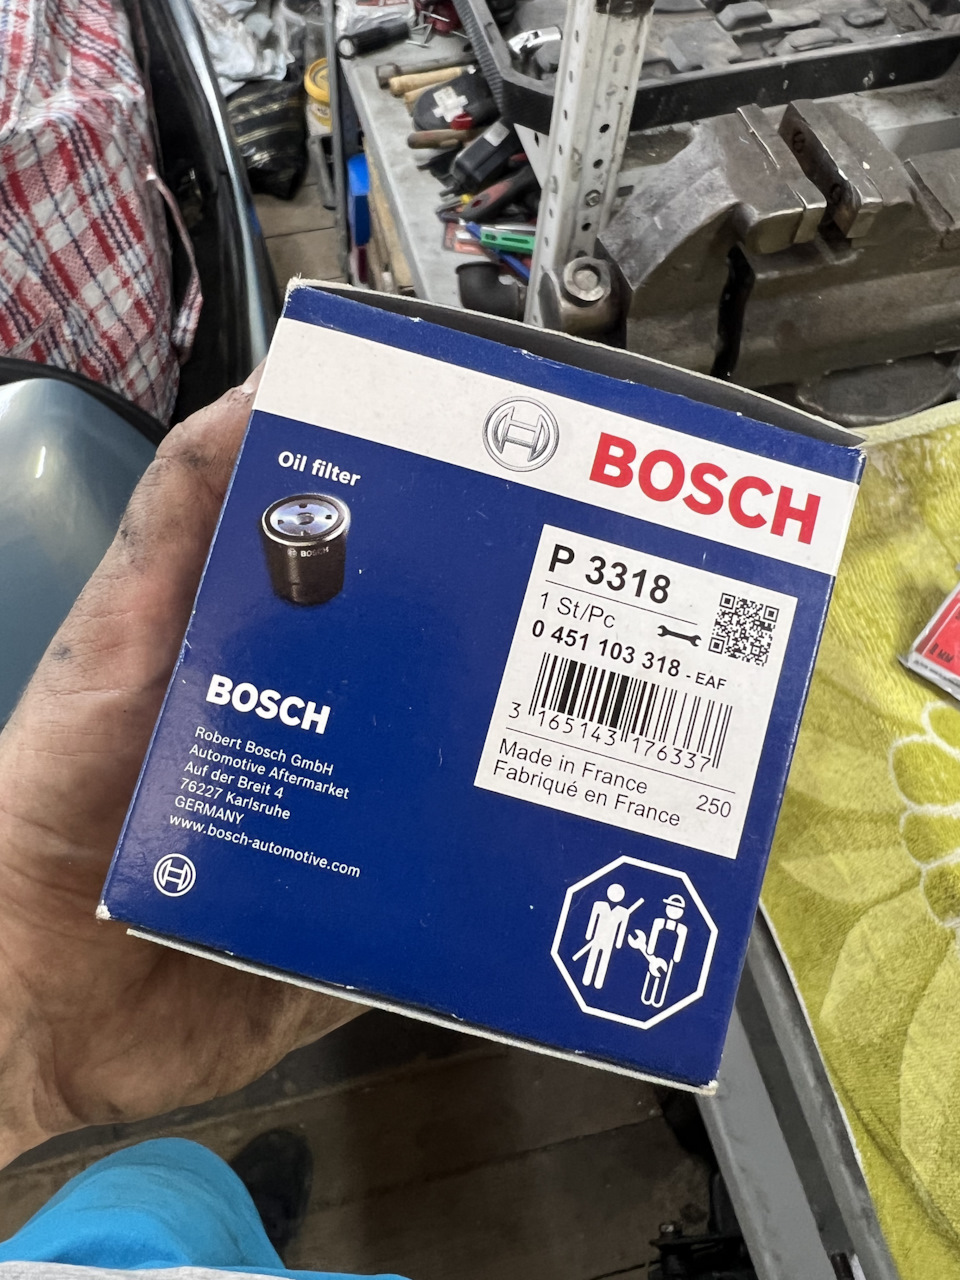 BOSCH
Oil filter
BOSCH
P 3318
1 St/Pc
0 451 103 318 - EAF
3 165143 176337
Made in France
Fabriqué en France 250
BOSCH
Robert Bosch GmbH
Automotive Aftermarket
Auf der Breit 4
76227 Karlsruhe
GERMANY
www.bosch-automotive.com